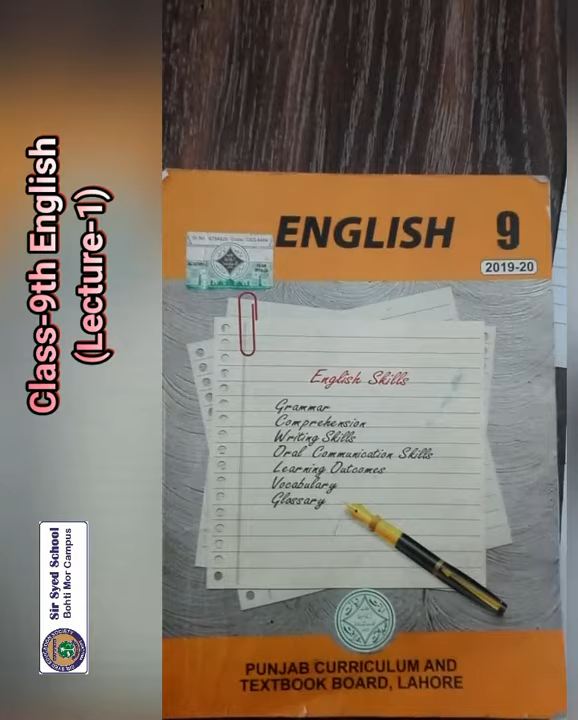 Class-9th English
(Lecture-1)
Sir Syed School
Bohti Mor Campus
ENGLISH 9
2019-20
English Skills
Grammar
Comprehension
Writing Skills
Oral Communication Skills
Learning Outcomes
Vocabulary
Glossary
PUNJAB CURRICULUM AND
TEXTBOOK BOARD, LAHORE